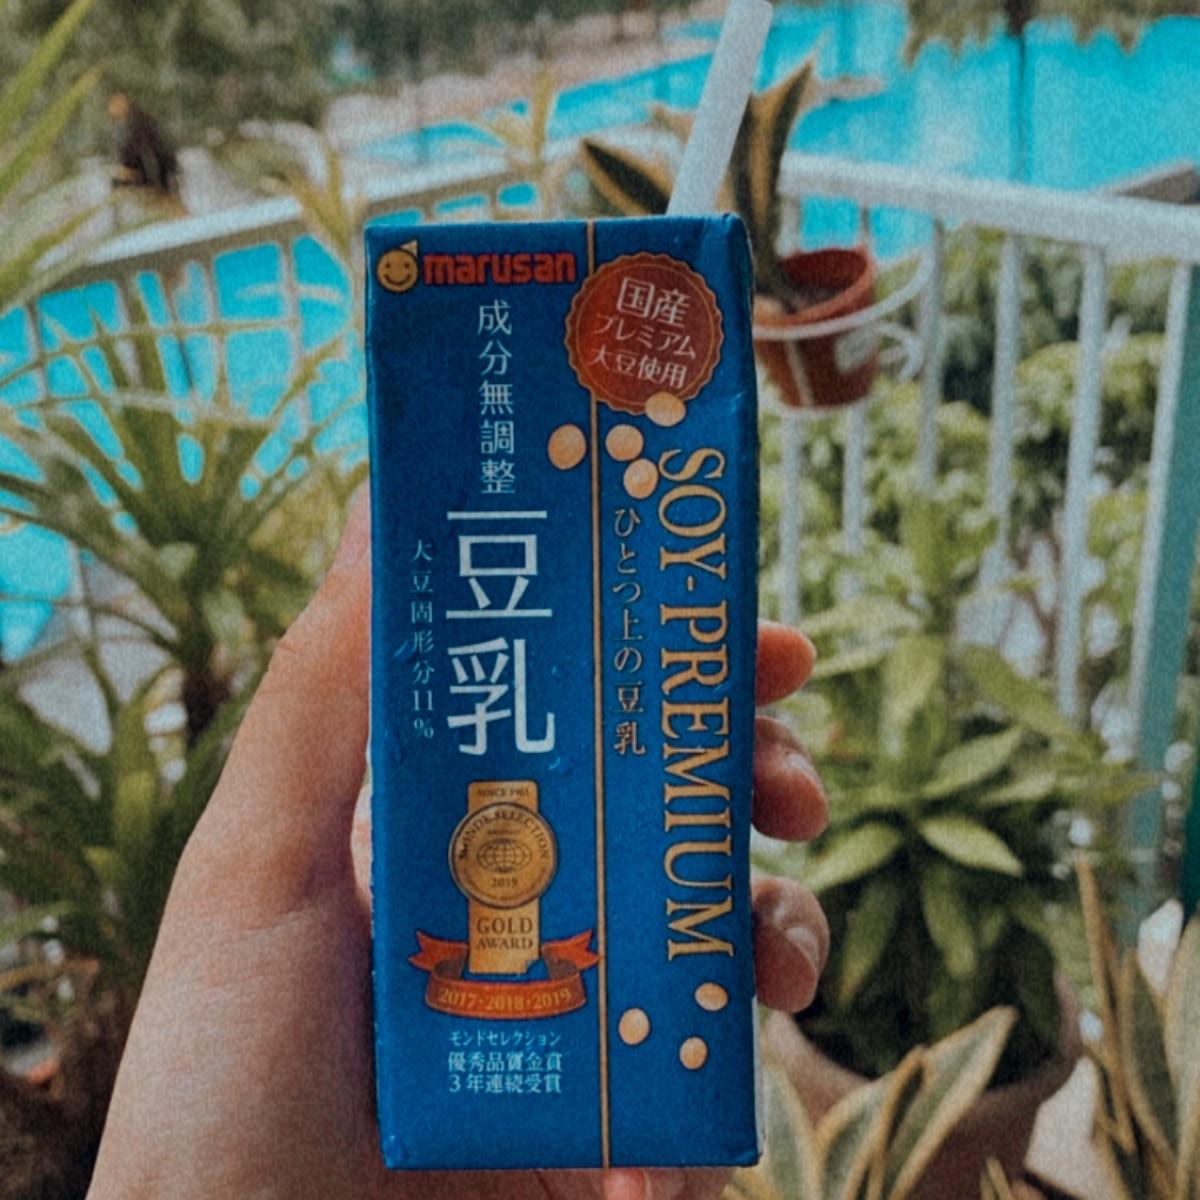 marusan
国産
プレミアム
大豆使用
成分無調整
豆乳
大豆固形分11%
SOY-PREMIUM
ひとつ上の豆乳
SINCE 1961
MONDE SELECTION
2019
GOLD
AWARD
2017・2018・2019
モンドセレクション
優秀品質金賞
3年連続受賞